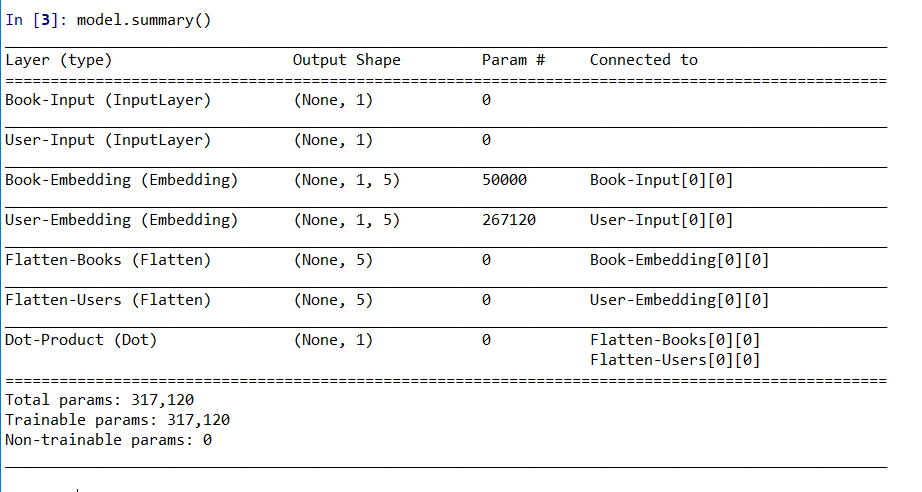 In [3]: model.summary()
Layer (type) Output Shape Param # Connected to
Book-Input (InputLayer) (None, 1) 0
User-Input (InputLayer) (None, 1) 0
Book-Embedding (Embedding) (None, 1, 5) 50000 Book-Input[0][0]
User-Embedding (Embedding) (None, 1, 5) 267120 User-Input[0][0]
Flatten-Books (Flatten) (None, 5) 0 Book-Embedding[0][0]
Flatten-Users (Flatten) (None, 5) 0 User-Embedding[0][0]
Dot-Product (Dot) (None, 1) 0 Flatten-Books[0][0]
Flatten-Users[0][0]
Total params: 317,120
Trainable params: 317,120
Non-trainable params: 0